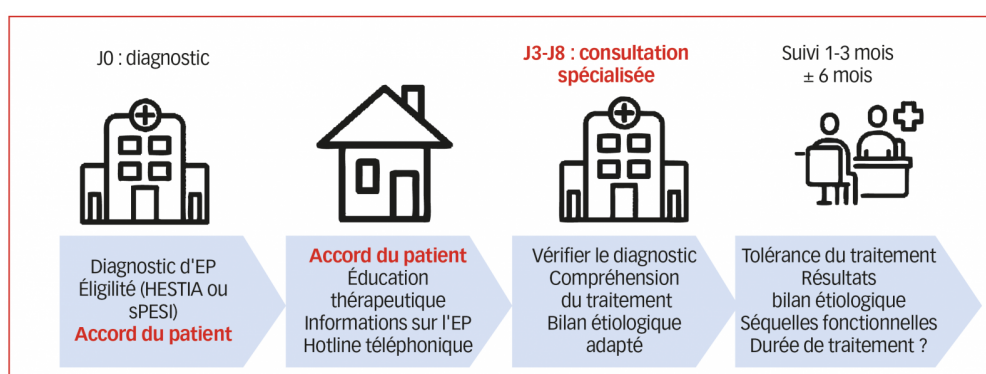 J0 : diagnostic
J3-J8 : consultation
spécialisée
Suivi 1-3 mois
± 6 mois
Diagnostic d'EP
Éligilité (HESTIA ou
sPESI)
Accord du patient
Accord du patient
Éducation
thérapeutique
Informations sur l'EP
Hotline téléphonique
Vérifier le diagnostic
Compréhension
du traitement
Bilan étiologique
adapté
Tolérance du traitement
Résultats
bilan étiologique
Séquelles fonctionnelles
Durée de traitement ?